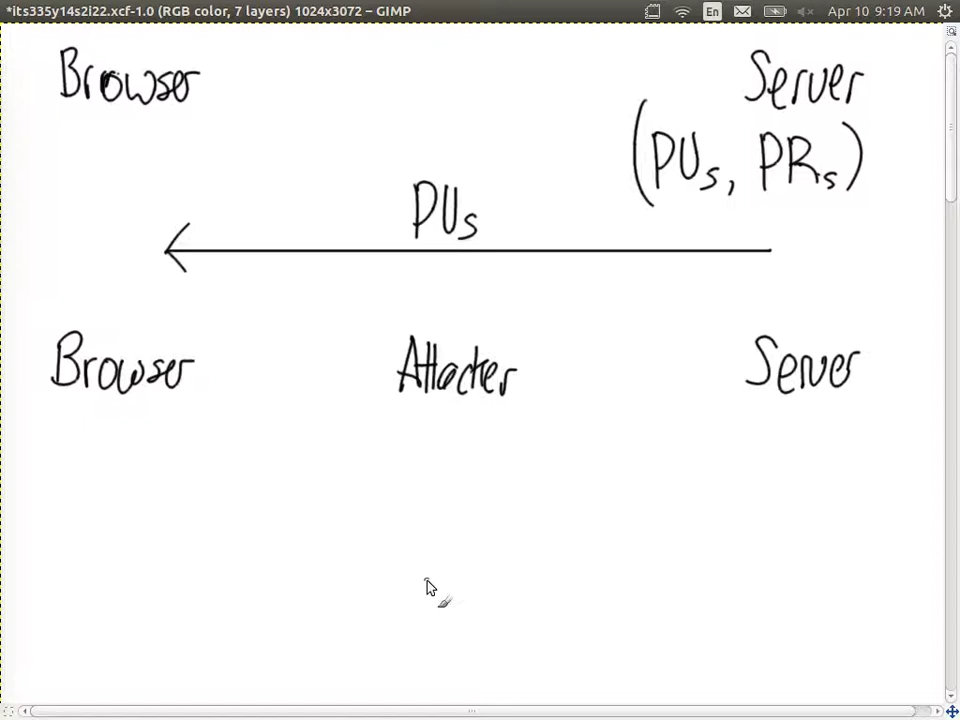 *its335y14s2i22.xcf-1.0 (RGB color, 7 layers) 1024x3072 – GIMP En Apr 10 9:19 AM
Browser Server
(PUs, PRs)
PUs
Browser Attacker Server